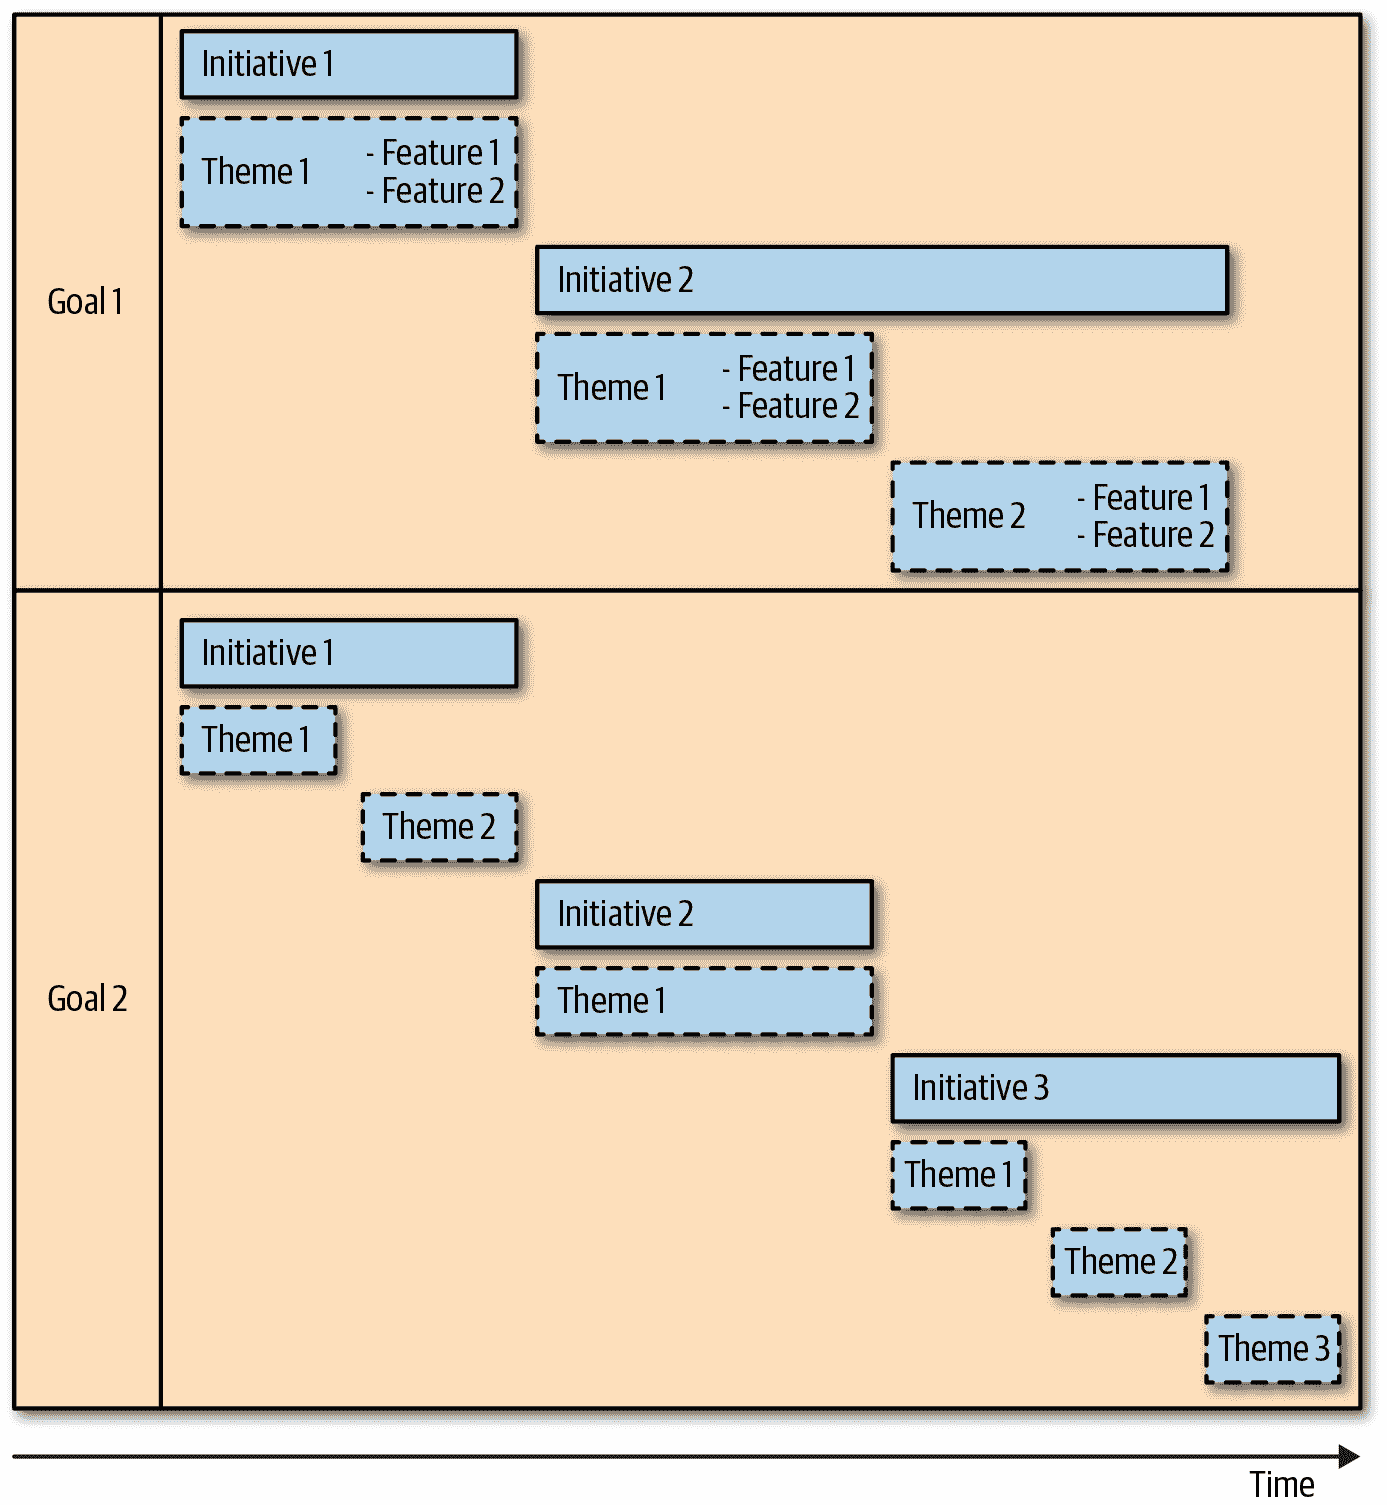 Initiative 1
Theme 1
- Feature 1
- Feature 2
Goal 1
Initiative 2
Theme 1
- Feature 1
- Feature 2
Theme 2
- Feature 1
- Feature 2
Initiative 1
Theme 1
Theme 2
Initiative 2
Goal 2
Theme 1
Initiative 3
Theme 1
Theme 2
Theme 3
Time